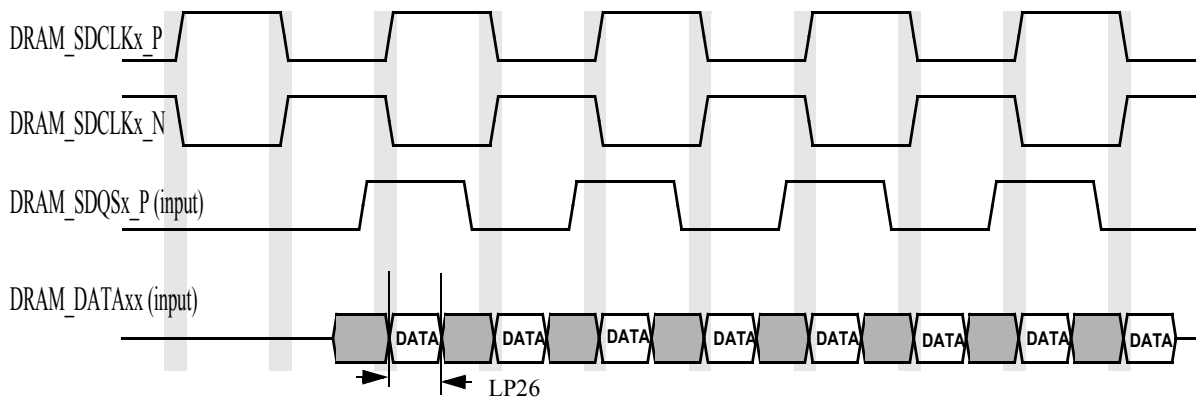 DRAM_SDCLKx_P
DRAM_SDCLKx_N
DRAM_SDQSx_P (input)
DRAM_DATAxx (input)
DATA DATA DATA DATA DATA DATA DATA DATA
LP26